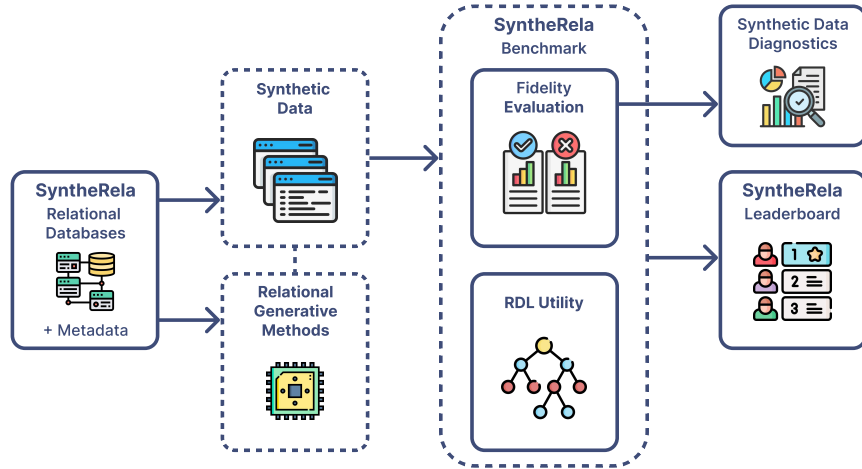 SyntheRela
Relational
Databases
+ Metadata
Synthetic
Data
Relational
Generative
Methods
SyntheRela
Benchmark
Fidelity
Evaluation
RDL Utility
Synthetic Data
Diagnostics
SyntheRela
Leaderboard
1
2
3